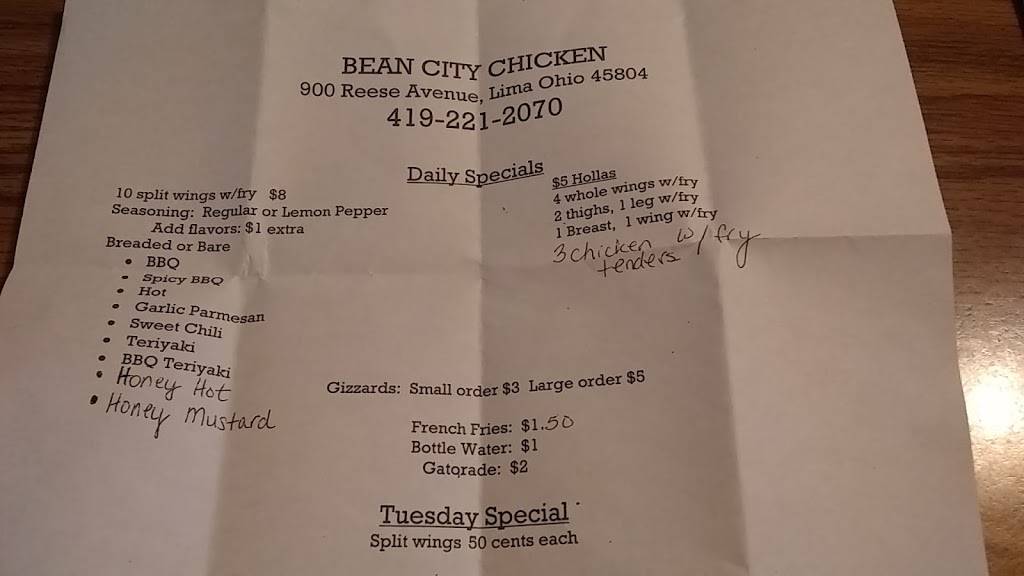 BEAN CITY CHICKEN
900 Reese Avenue, Lima Ohio 45804
419-221-2070
Daily Specials
10 split wings w/fry $8
Seasoning: Regular or Lemon Pepper
Add flavors: $1 extra
Breaded or Bare
• BBQ
• Spicy BBQ
• Hot
• Garlic Parmesan
• Sweet Chili
• Teriyaki
• BBQ Teriyaki
• Honey Hot
• Honey Mustard
$5 Hollas
4 whole wings w/fry
2 thighs, 1 leg w/fry
1 Breast, 1 wing w/fry
3 chicken w/fry
tenders
Gizzards: Small order $3 Large order $5
French Fries: $1.50
Bottle Water: $1
Gatorade: $2
Tuesday Special
Split wings 50 cents each